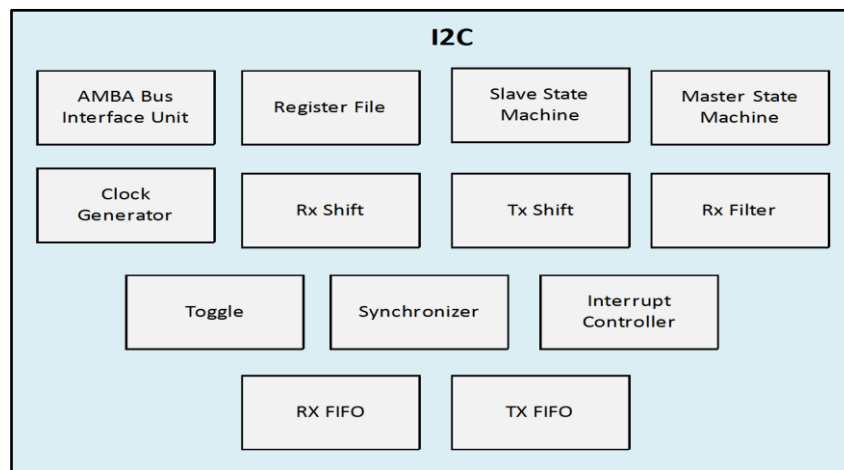 I2C
AMBA Bus
Interface Unit
Register File
Slave State
Machine
Master State
Machine
Clock
Generator
Rx Shift
Tx Shift
Rx Filter
Toggle
Synchronizer
Interrupt
Controller
RX FIFO
TX FIFO